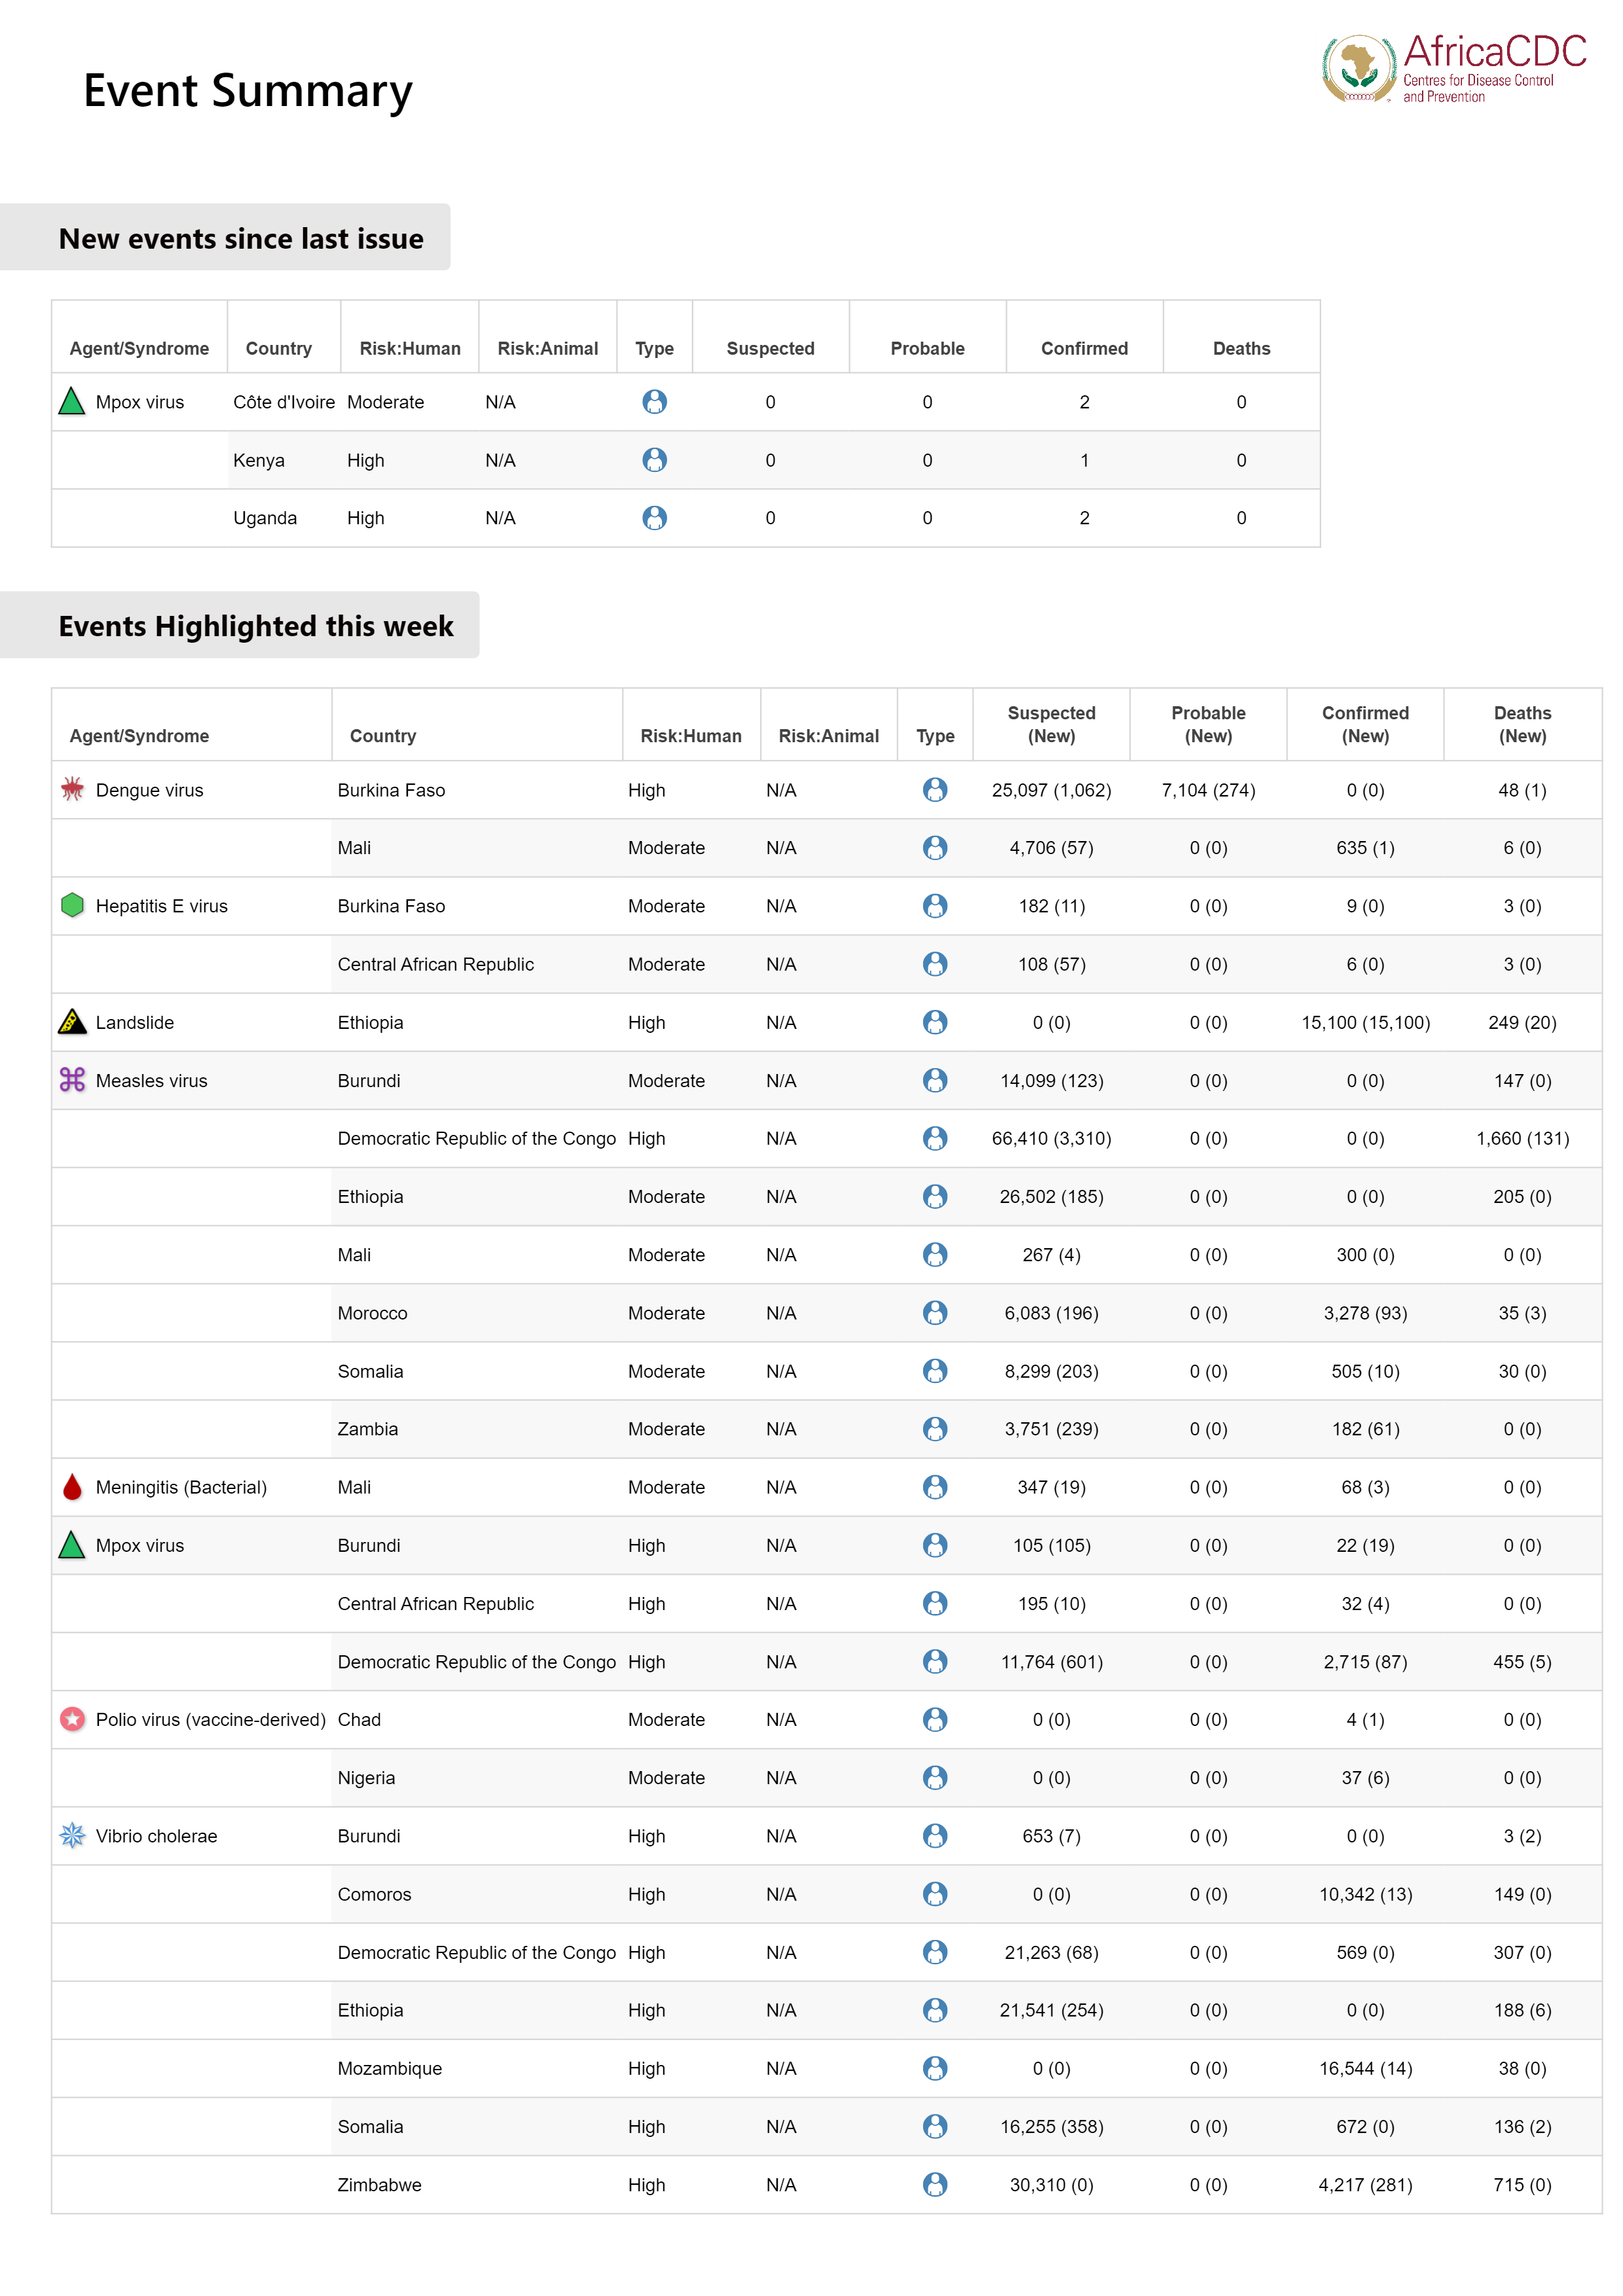 AfricaCDC
Centres for Disease Control
and Prevention
Event Summary
New events since last issue
Agent/Syndrome Country Risk:Human Risk:Animal Type Suspected Probable Confirmed Deaths
Mpox virus Côte d'Ivoire Moderate N/A 0 0 2 0
Kenya High N/A 0 0 1 0
Uganda High N/A 0 0 2 0
Events Highlighted this week
Agent/Syndrome Country Risk:Human Risk:Animal Type Suspected (New) Probable (New) Confirmed (New) Deaths (New)
Dengue virus Burkina Faso High N/A 25,097 (1,062) 7,104 (274) 0 (0) 48 (1)
Mali Moderate N/A 4,706 (57) 0 (0) 635 (1) 6 (0)
Hepatitis E virus Burkina Faso Moderate N/A 182 (11) 0 (0) 9 (0) 3 (0)
Central African Republic Moderate N/A 108 (57) 0 (0) 6 (0) 3 (0)
Landslide Ethiopia High N/A 0 (0) 0 (0) 15,100 (15,100) 249 (20)
Measles virus Burundi Moderate N/A 14,099 (123) 0 (0) 0 (0) 147 (0)
Democratic Republic of the Congo High N/A 66,410 (3,310) 0 (0) 0 (0) 1,660 (131)
Ethiopia Moderate N/A 26,502 (185) 0 (0) 0 (0) 205 (0)
Mali Moderate N/A 267 (4) 0 (0) 300 (0) 0 (0)
Morocco Moderate N/A 6,083 (196) 0 (0) 3,278 (93) 35 (3)
Somalia Moderate N/A 8,299 (203) 0 (0) 505 (10) 30 (0)
Zambia Moderate N/A 3,751 (239) 0 (0) 182 (61) 0 (0)
Meningitis (Bacterial) Mali Moderate N/A 347 (19) 0 (0) 68 (3) 0 (0)
Mpox virus Burundi High N/A 105 (105) 0 (0) 22 (19) 0 (0)
Central African Republic High N/A 195 (10) 0 (0) 32 (4) 0 (0)
Democratic Republic of the Congo High N/A 11,764 (601) 0 (0) 2,715 (87) 455 (5)
Polio virus (vaccine-derived) Chad Moderate N/A 0 (0) 0 (0) 4 (1) 0 (0)
Nigeria Moderate N/A 0 (0) 0 (0) 37 (6) 0 (0)
Vibrio cholerae Burundi High N/A 653 (7) 0 (0) 0 (0) 3 (2)
Comoros High N/A 0 (0) 0 (0) 10,342 (13) 149 (0)
Democratic Republic of the Congo High N/A 21,263 (68) 0 (0) 569 (0) 307 (0)
Ethiopia High N/A 21,541 (254) 0 (0) 0 (0) 188 (6)
Mozambique High N/A 0 (0) 0 (0) 16,544 (14) 38 (0)
Somalia High N/A 16,255 (358) 0 (0) 672 (0) 136 (2)
Zimbabwe High N/A 30,310 (0) 0 (0) 4,217 (281) 715 (0)